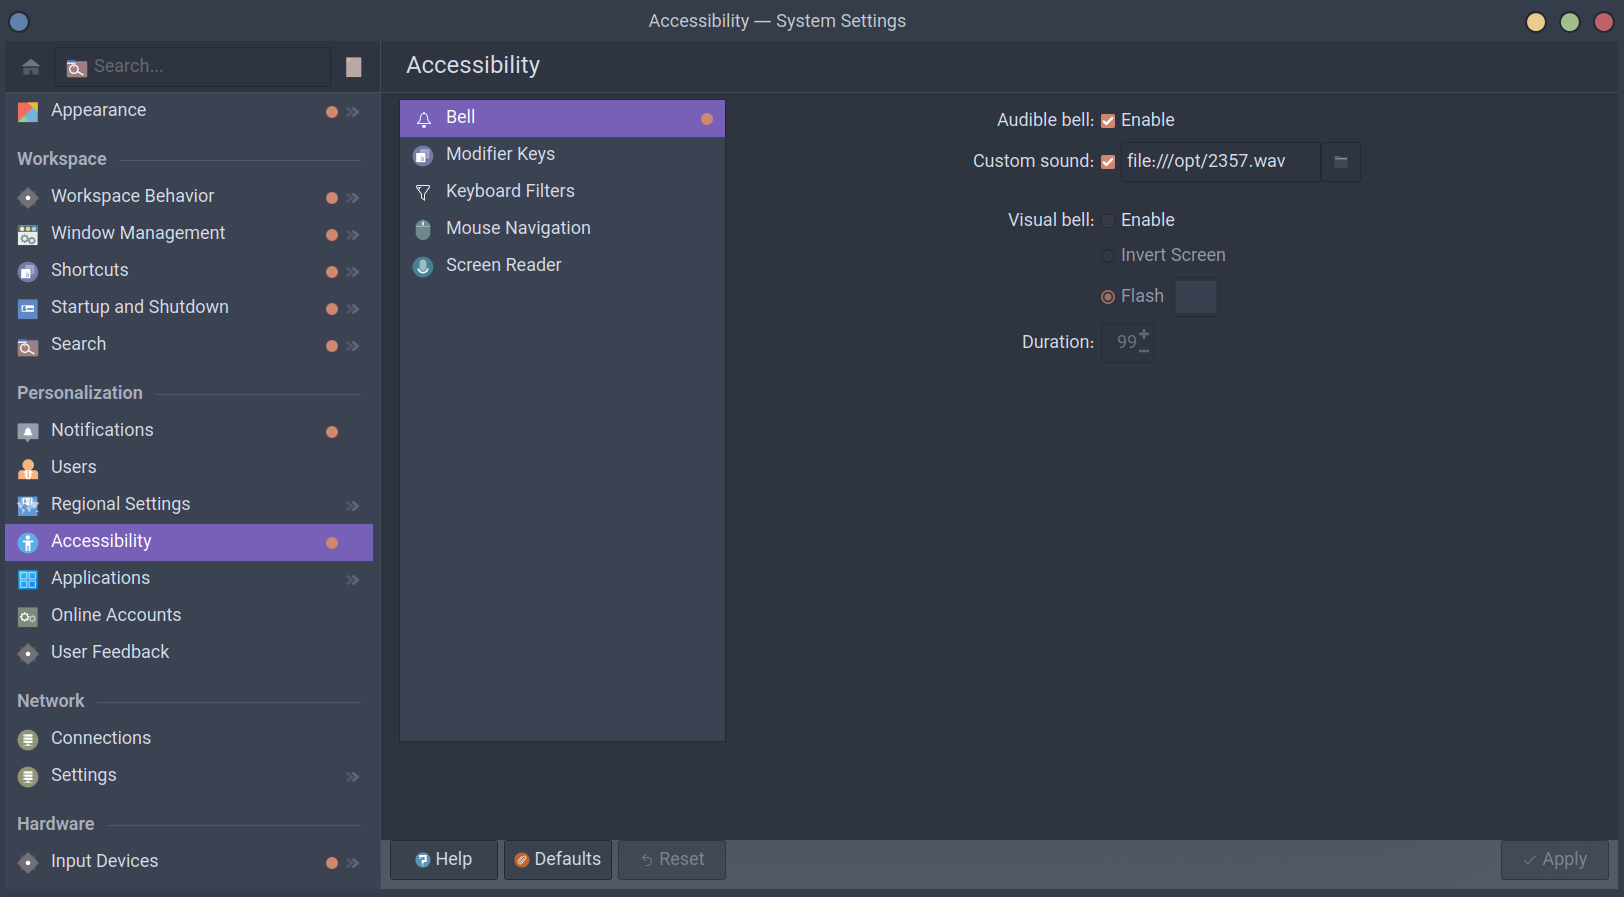 Accessibility — System Settings
Search...
Accessibility
Appearance
Workspace
Workspace Behavior
Window Management
Shortcuts
Startup and Shutdown
Search
Personalization
Notifications
Users
Regional Settings
Accessibility
Applications
Online Accounts
User Feedback
Network
Connections
Settings
Hardware
Input Devices
Bell
Modifier Keys
Keyboard Filters
Mouse Navigation
Screen Reader
Audible bell: Enable
Custom sound: file:///opt/2357.wav
Visual bell: Enable
Invert Screen
Flash
Duration: 99
Help Defaults Reset Apply